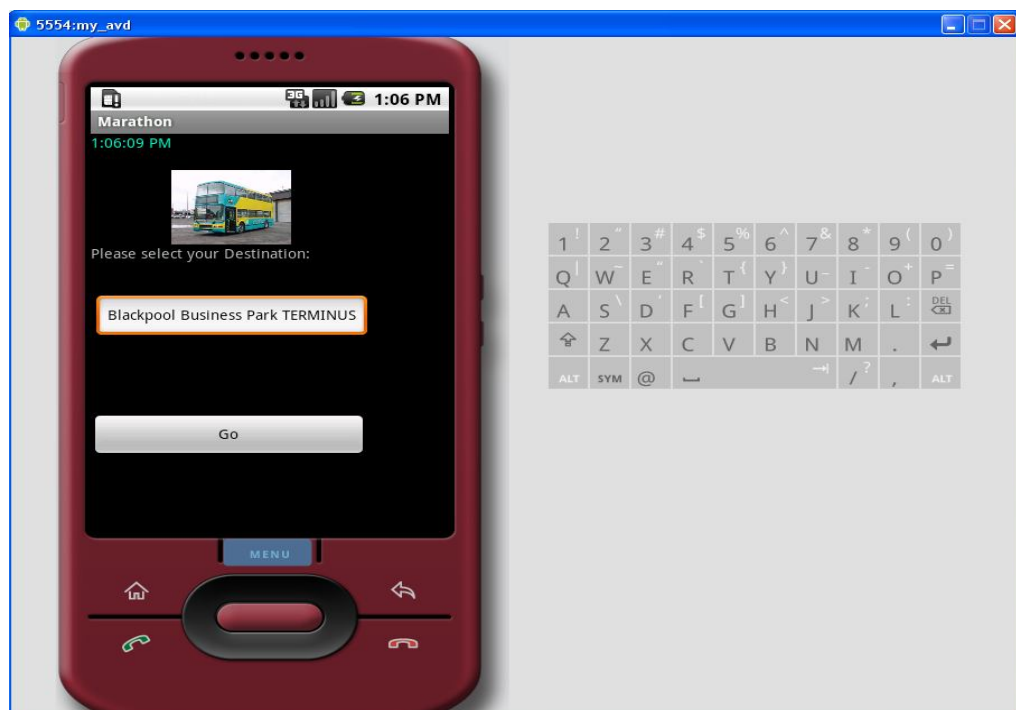 5554:my_avd
3G 1:06 PM
Marathon
1:06:09 PM
Please select your Destination:
Blackpool Business Park TERMINUS
Go
MENU
1 ! 2 " 3 # 4 $ 5 % 6 ^ 7 & 8 * 9 ( 0 )
Q | W ~ E " R ` T { Y } U - I - O + P =
A S \ D ' F [ G ] H < J > K ; L : DEL
Z X C V B N M .
ALT SYM @ / ? , ALT